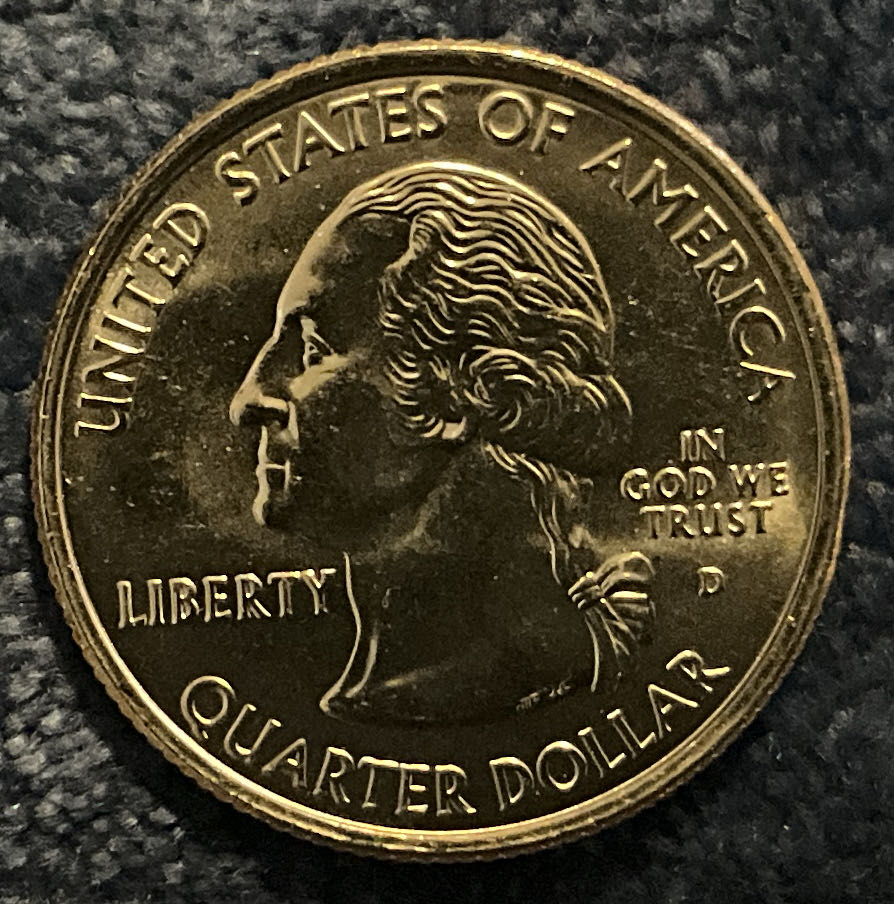 UNITED STATES OF AMERICA
IN
GOD WE
TRUST
LIBERTY
D
QUARTER DOLLAR